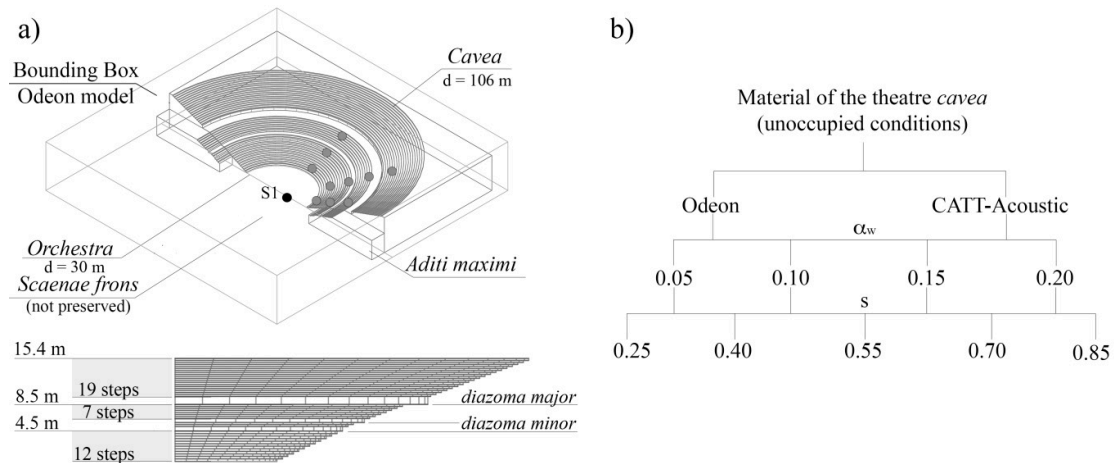 a)
Bounding Box
Odeon model
Cavea
d = 106 m
S1
Orchestra
d = 30 m
Scaenae frons
(not preserved)
Aditi maximi
15.4 m
19 steps
8.5 m
diazoma major
7 steps
4.5 m
diazoma minor
12 steps
b)
Material of the theatre cavea
(unoccupied conditions)
Odeon CATT-Acoustic
αw
0.05 0.10 0.15 0.20
s
0.25 0.40 0.55 0.70 0.85